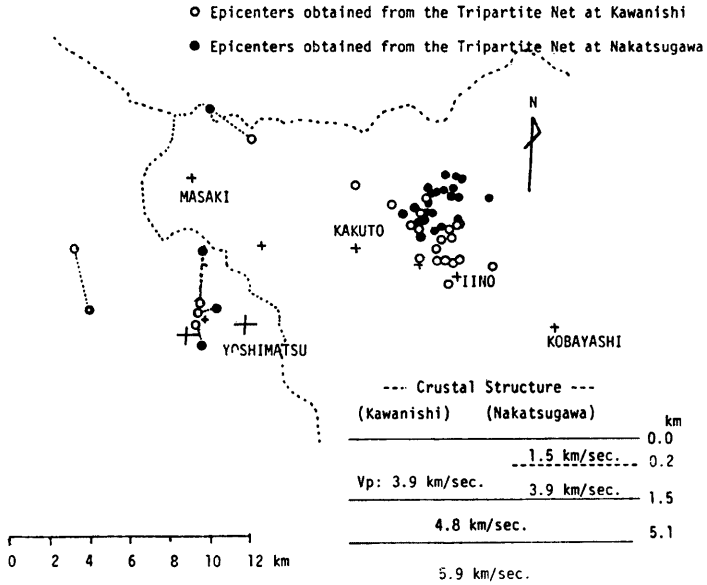 Epicenters obtained from the Tripartite Net at Kawanishi
Epicenters obtained from the Tripartite Net at Nakatsugawa
N
MASAKI
KAKUTO
IINO
YOSHIMATSU
KOBAYASHI
--- Crustal Structure ---
(Kawanishi) (Nakatsugawa)
km
0.0
1.5 km/sec. 0.2
Vp: 3.9 km/sec. 3.9 km/sec.
1.5
4.8 km/sec. 5.1
5.9 km/sec.
0 2 4 6 8 10 12 km